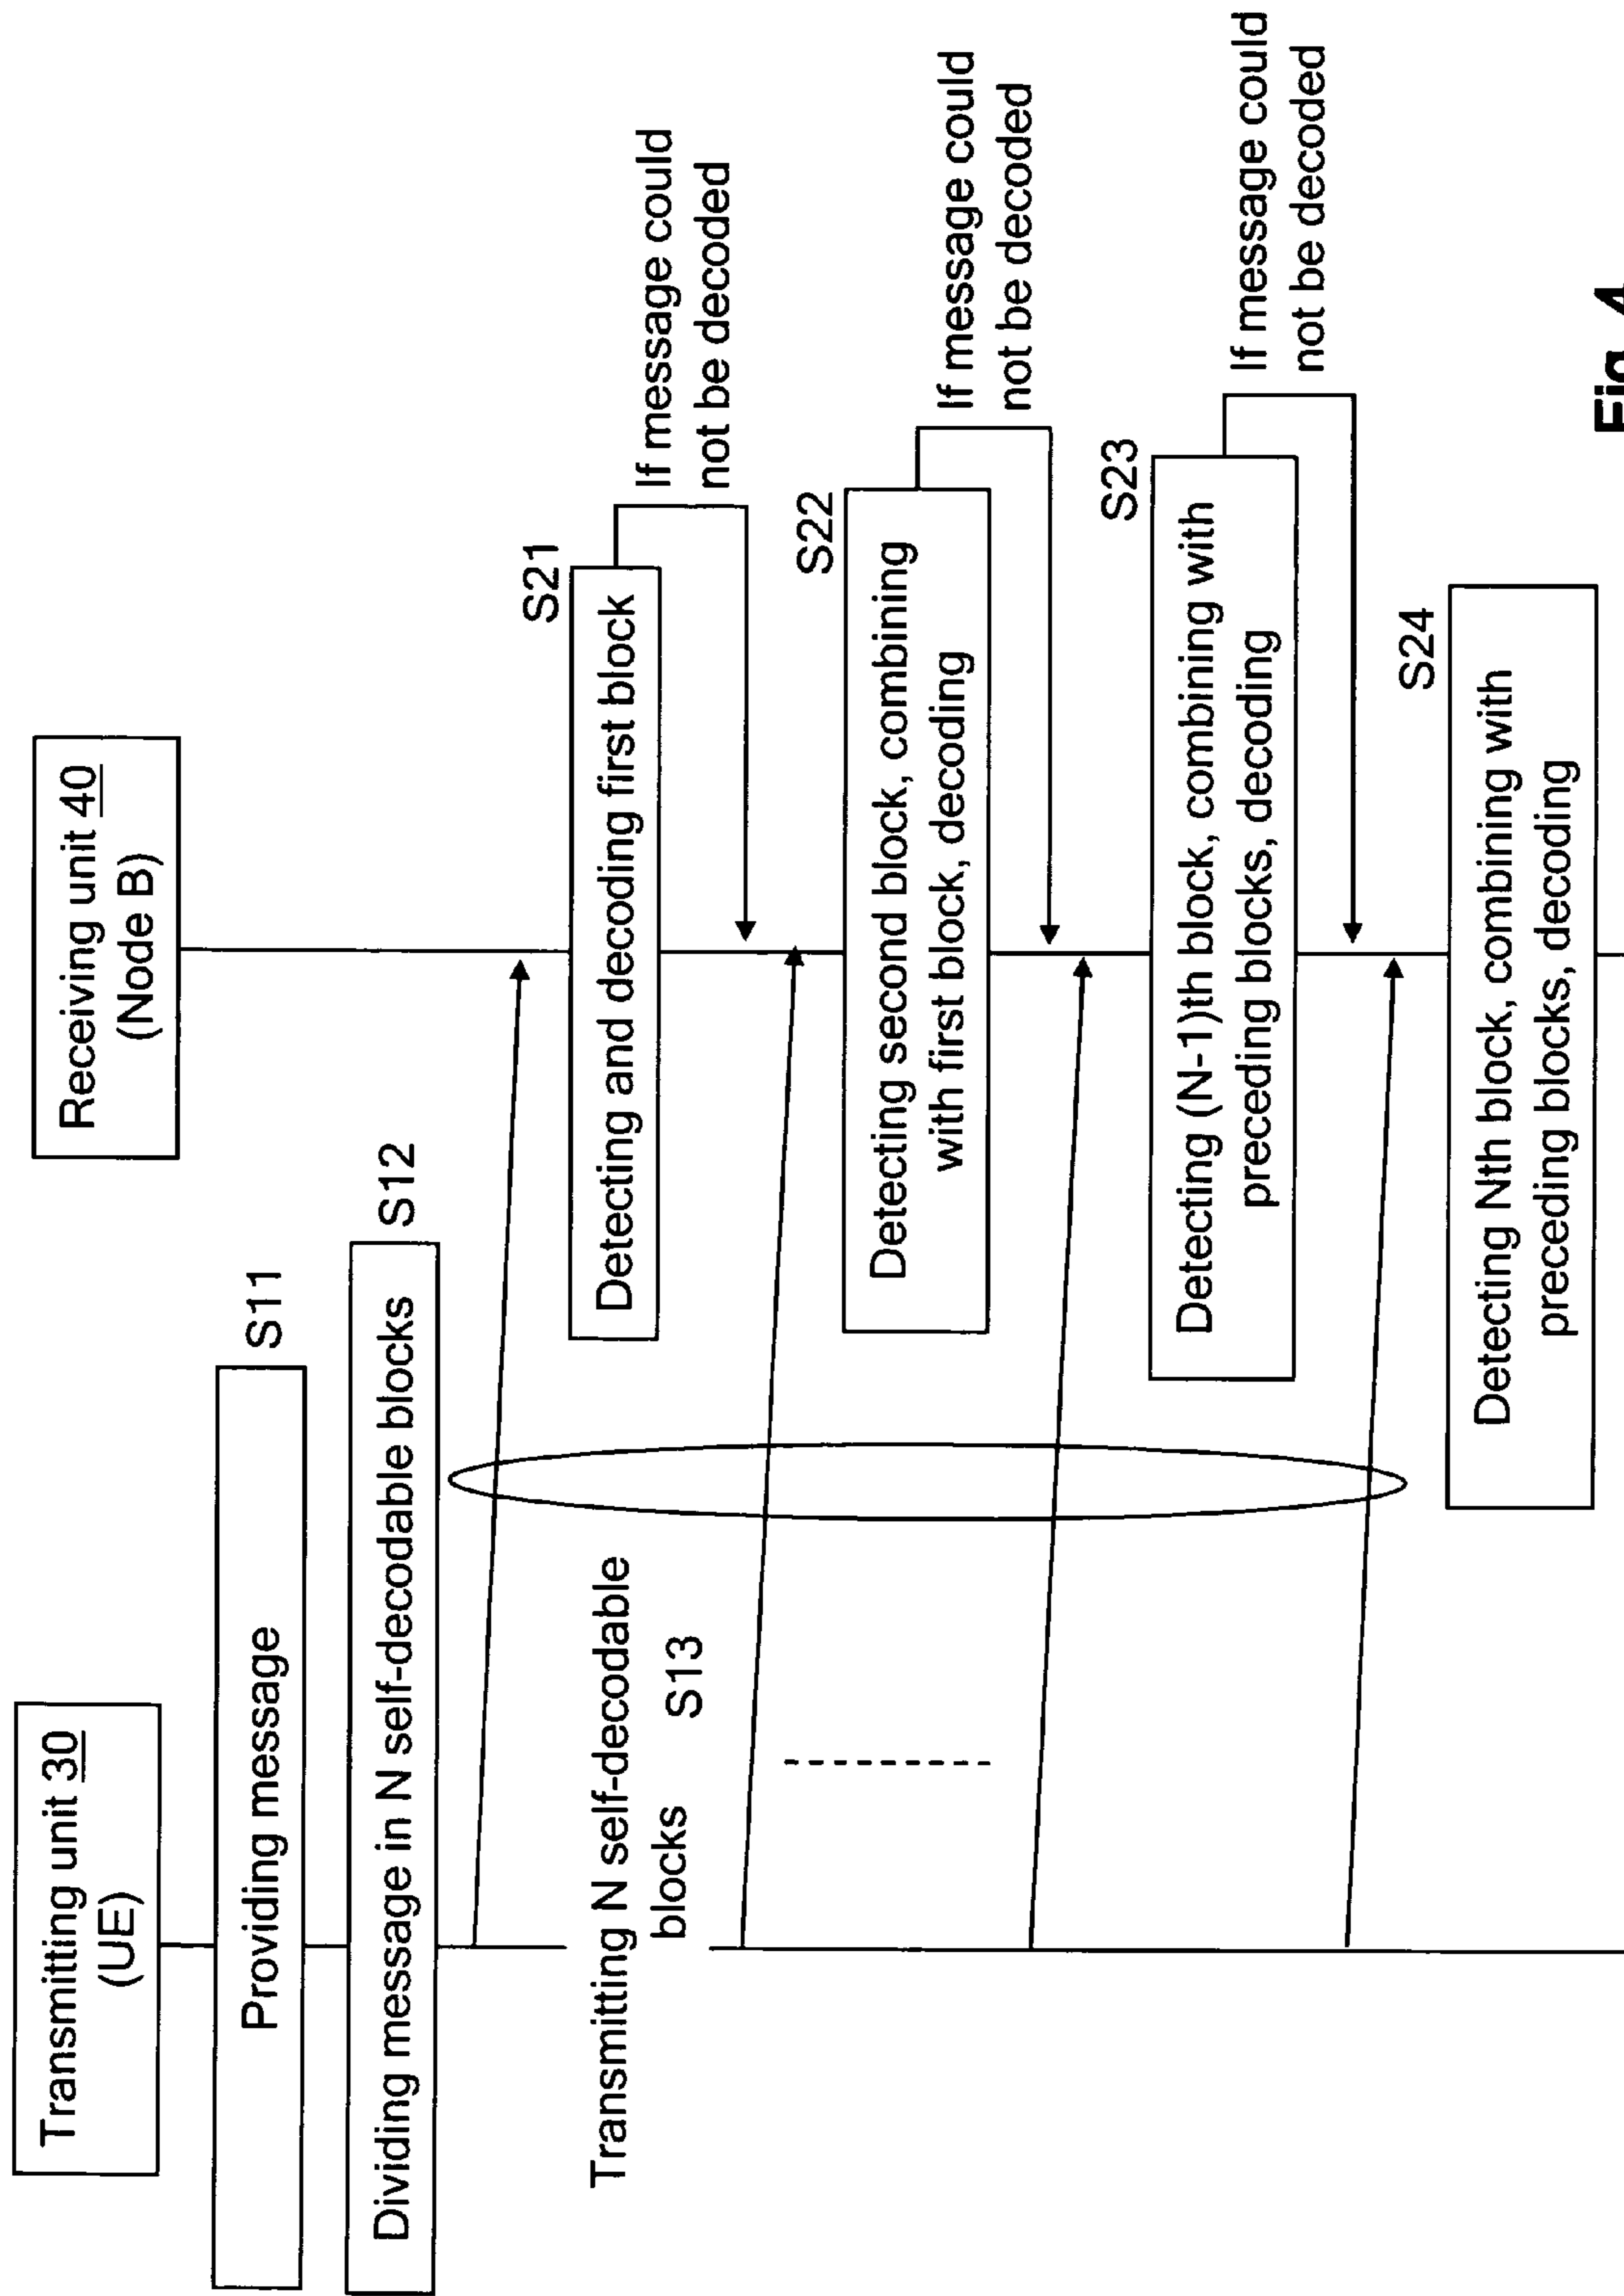 Transmitting unit 30
(UE)
Receiving unit 40
(Node B)
Providing message
S11
Dividing message in N self-decodable blocks
S12
Transmitting N self-decodable
blocks
S13
S21
Detecting and decoding first block
If message could
not be decoded
S22
Detecting second block, combining
with first block, decoding
If message could
not be decoded
S23
Detecting (N-1)th block, combining with
preceding blocks, decoding
If message could
not be decoded
S24
Detecting Nth block, combining with
preceding blocks, decoding
Fig. 4